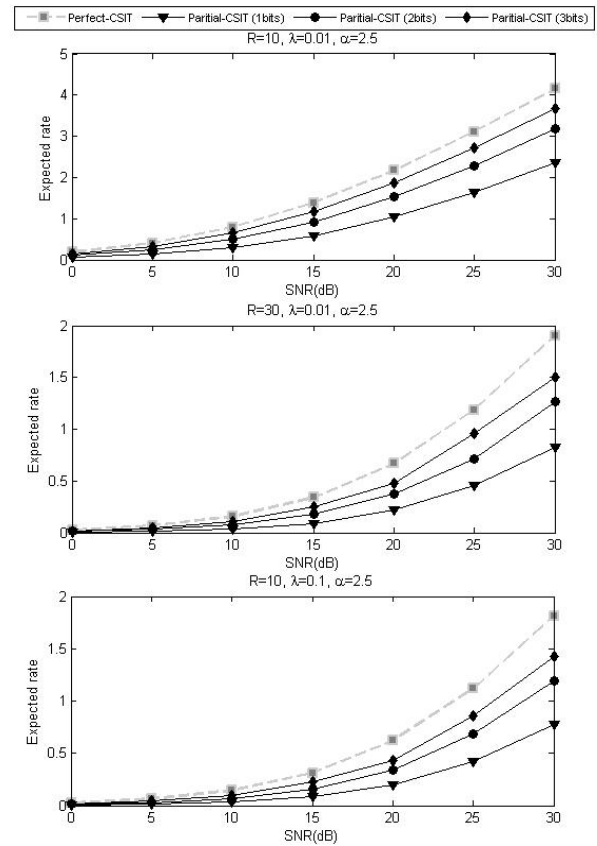 Perfect-CSIT Paritial-CSIT (1bits) Paritial-CSIT (2bits) Paritial-CSIT (3bits)
R=10, λ=0.01, α=2.5
5
4
3
2
1
0
Expected rate
0 5 10 15 20 25 30
SNR(dB)
R=30, λ=0.01, α=2.5
2
1.5
1
0.5
0
Expected rate
0 5 10 15 20 25 30
SNR(dB)
R=10, λ=0.1, α=2.5
2
1.5
1
0.5
0
Expected rate
0 5 10 15 20 25 30
SNR(dB)